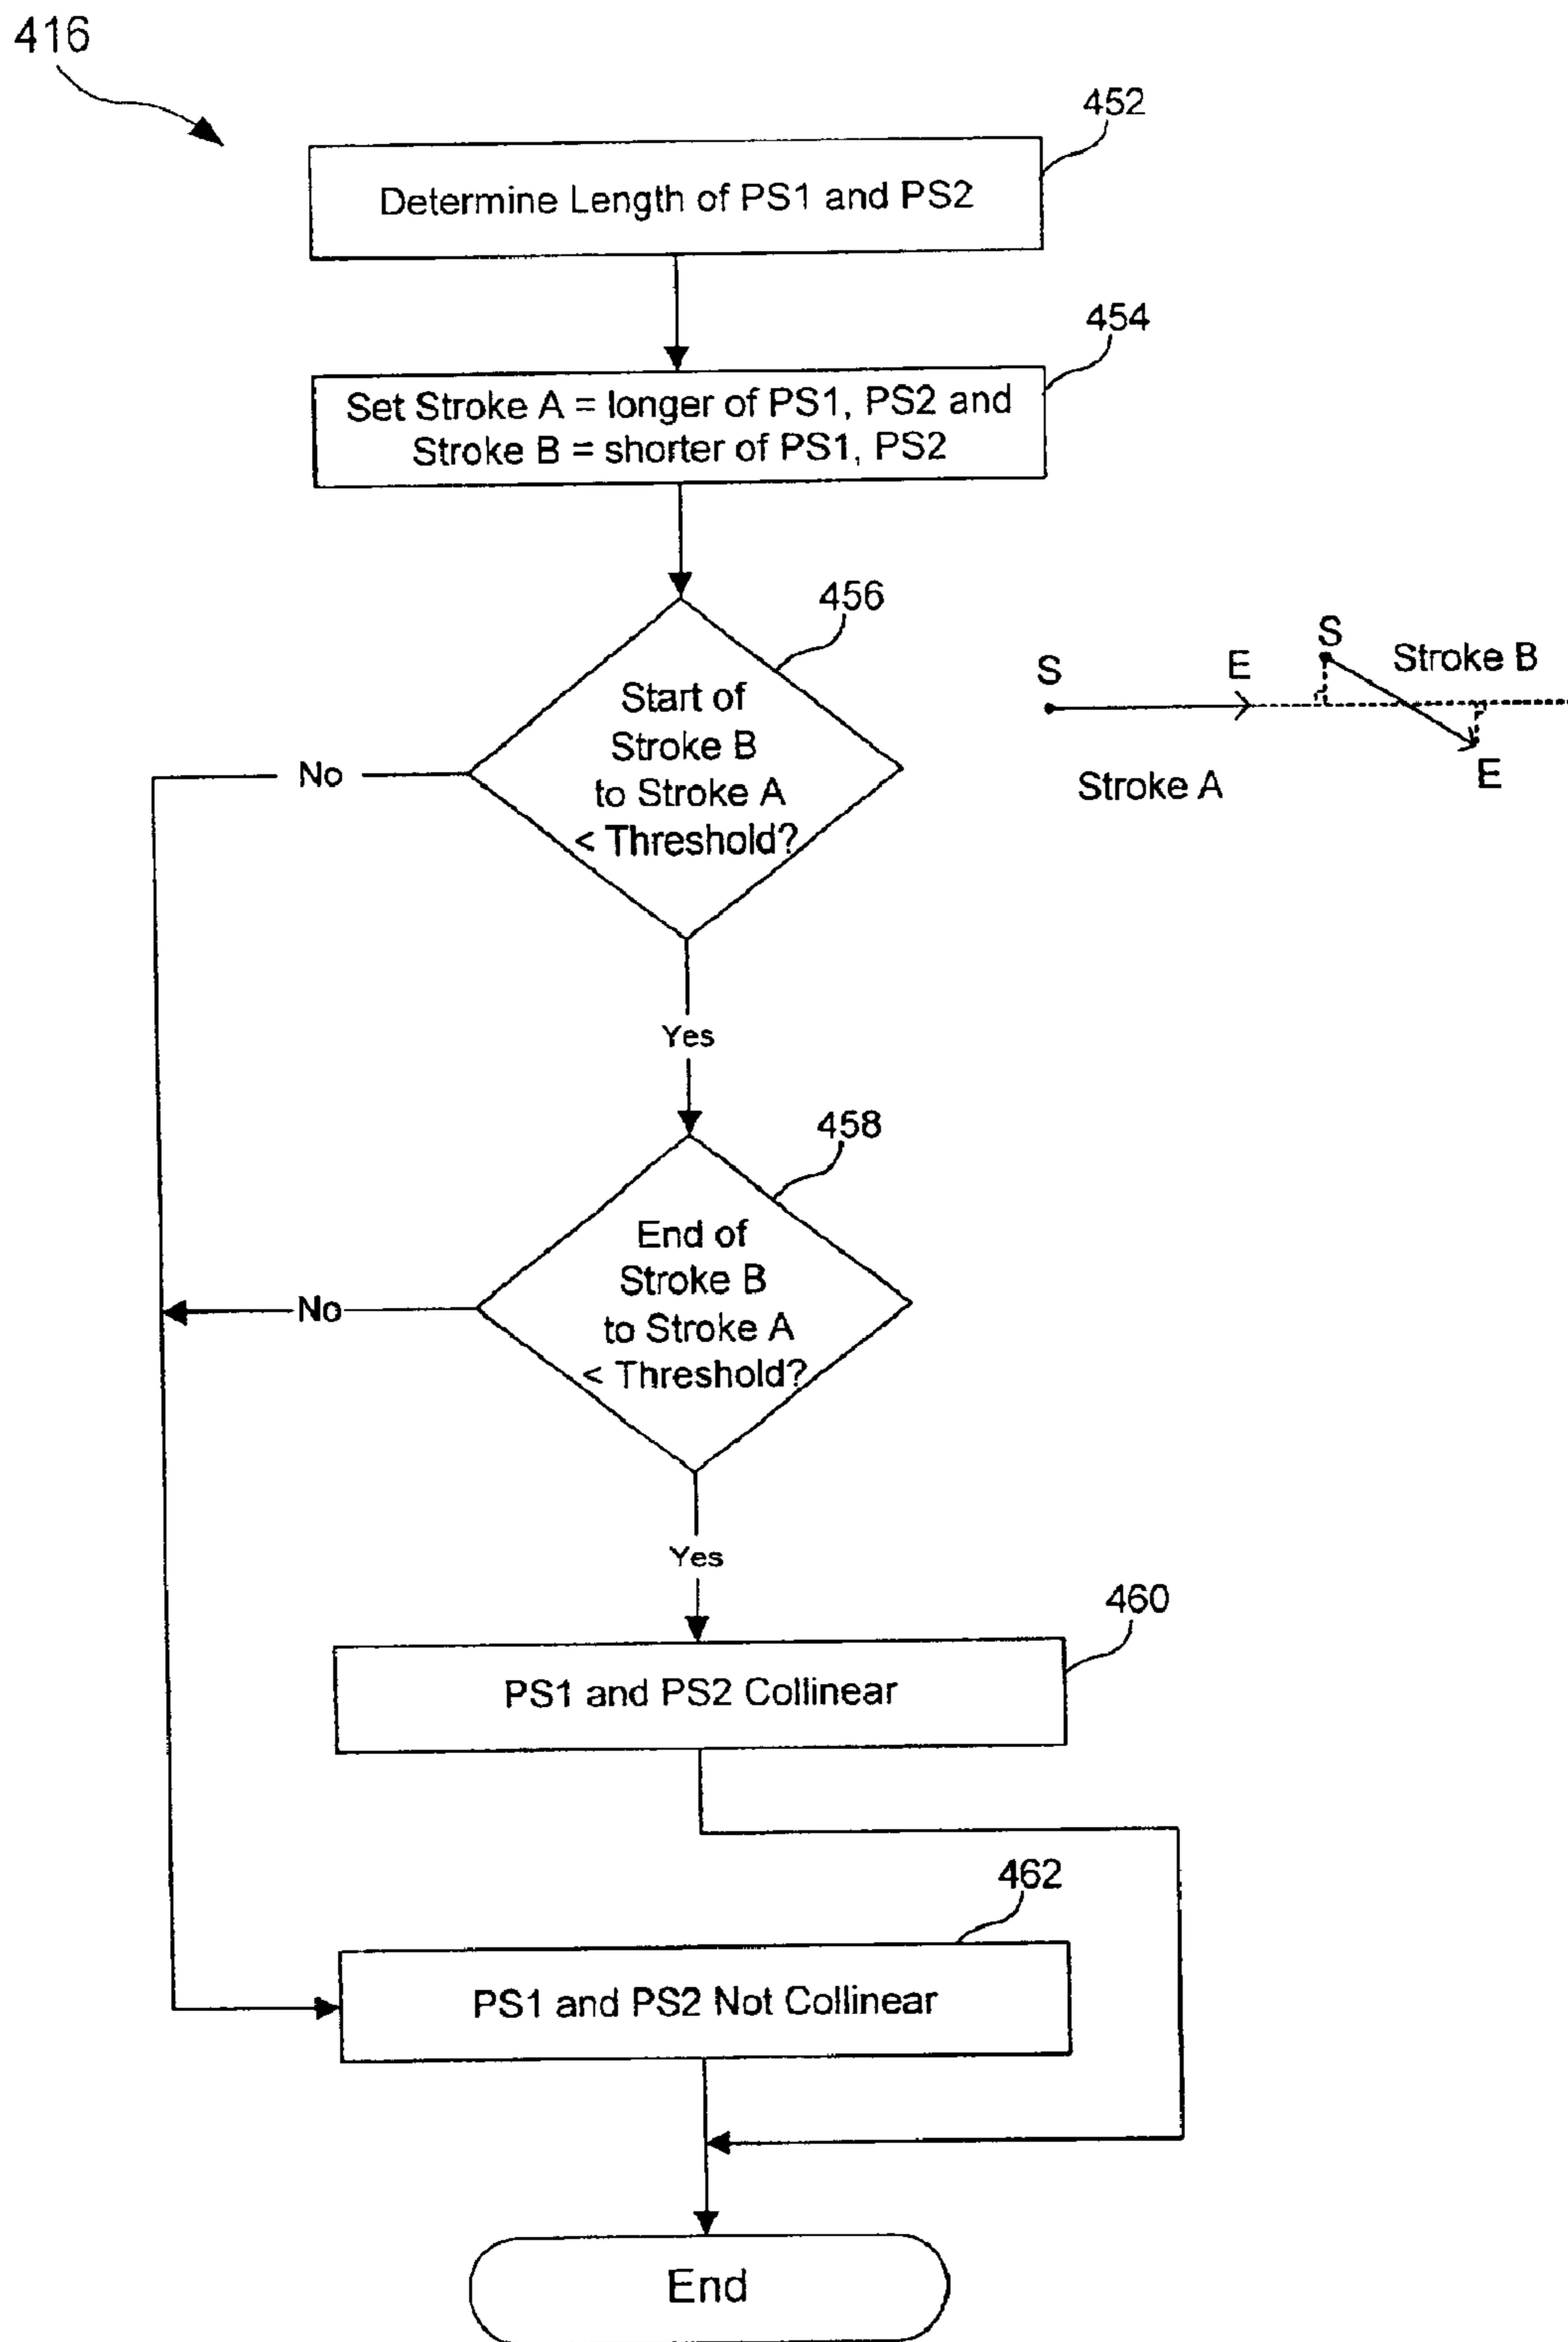 416
452
Determine Length of PS1 and PS2
454
Set Stroke A = longer of PS1, PS2 and
Stroke B = shorter of PS1, PS2
456
Start of
Stroke B
to Stroke A
< Threshold?
No
Yes
S
E
S
Stroke B
Stroke A
E
458
End of
Stroke B
to Stroke A
< Threshold?
No
Yes
460
PS1 and PS2 Collinear
462
PS1 and PS2 Not Collinear
End